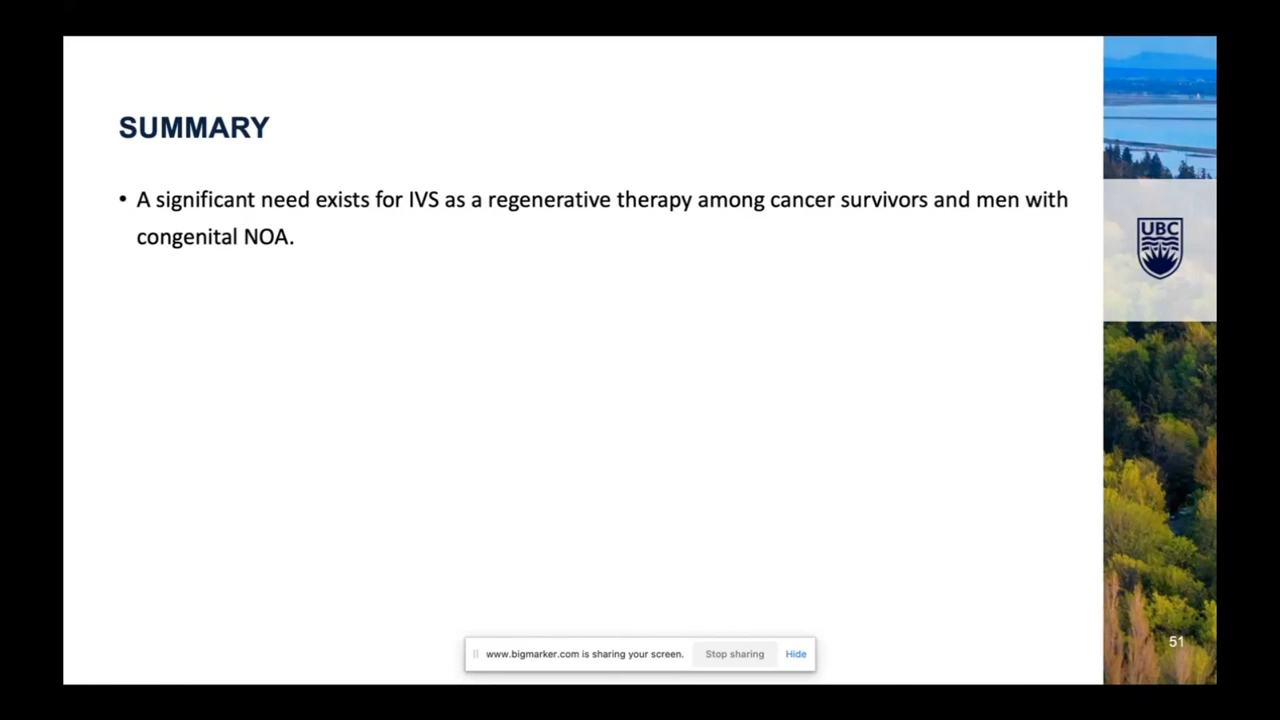 SUMMARY
• A significant need exists for IVS as a regenerative therapy among cancer survivors and men with
congenital NOA.
UBC
51
www.bigmarker.com is sharing your screen. Stop sharing Hide